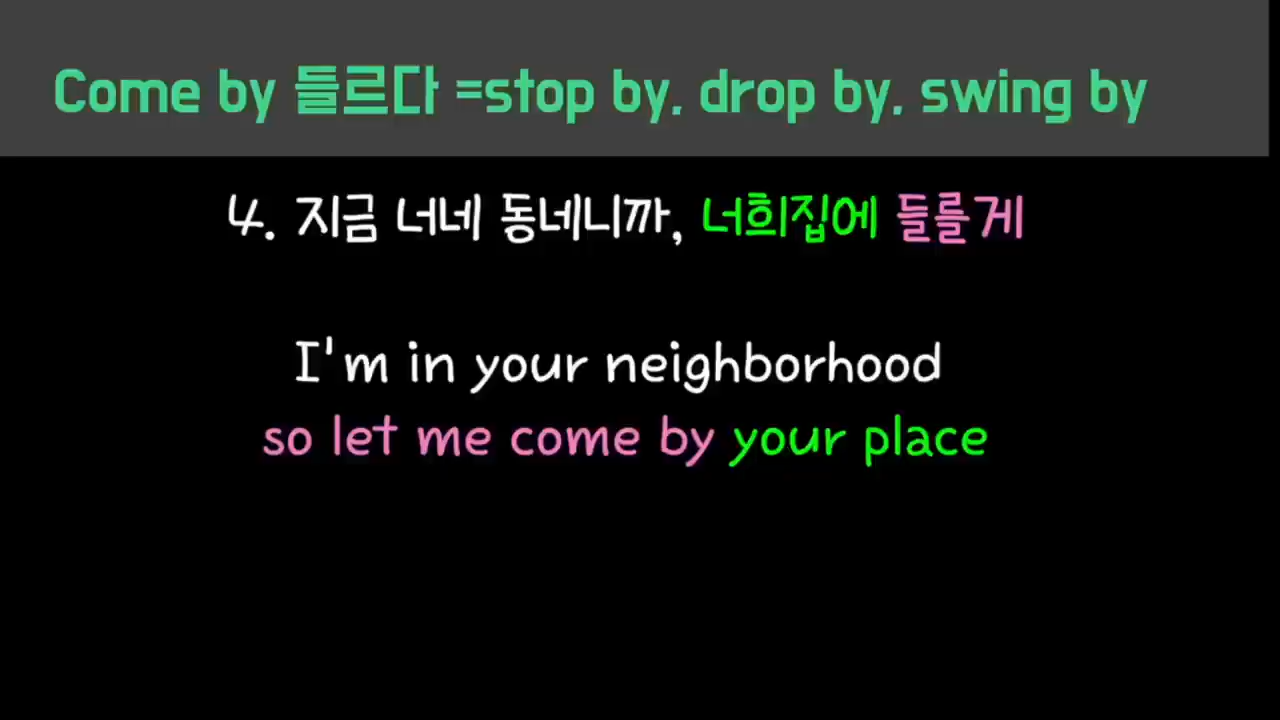 Come by 들르다 =stop by, drop by, swing by
4. 지금 너네 동네니까, 너희집에 들를게
I'm in your neighborhood
so let me come by your place